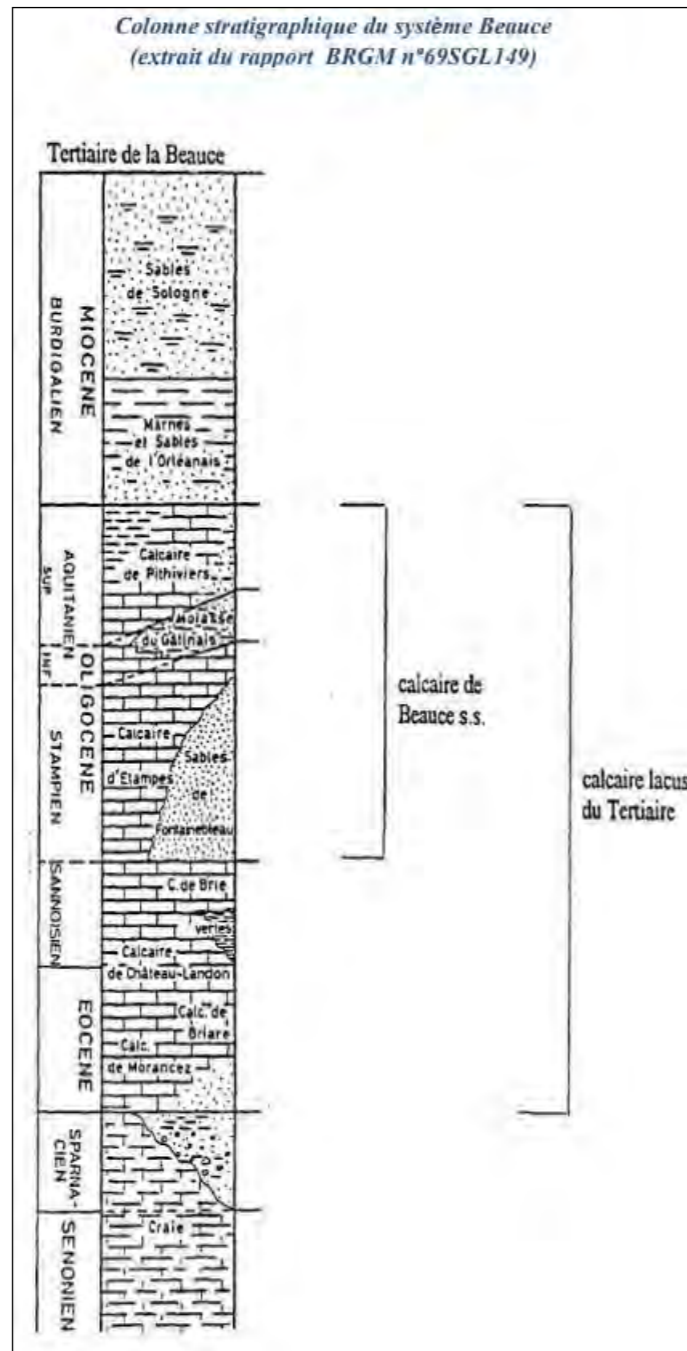 Colonne stratigraphique du système Beauce
(extrait du rapport BRGM n°69SGL149)
Tertiaire de la Beauce
MIOCENE
BURDIGALIEN
Sables
de Sologne
Marnes
et Sables
de l'Orléanais
AQUITANIEN
SUP
INF
Calcaire
de Pithiviers
Molasse
du Gâtinais
OLIGOCENE
STAMPIEN
Calcaire
d'Etampes
Sables
de
Fontainebleau
calcaire de
Beauce s.s.
calcaire lacus
du Tertiaire
SANNOISIEN
C. de Brie
vertes
Calcaire
de Château-Landon
EOCENE
Calc. de
Briare
Calc.
de Morancez
SPARNA-
CIEN
SENONIEN
Craie